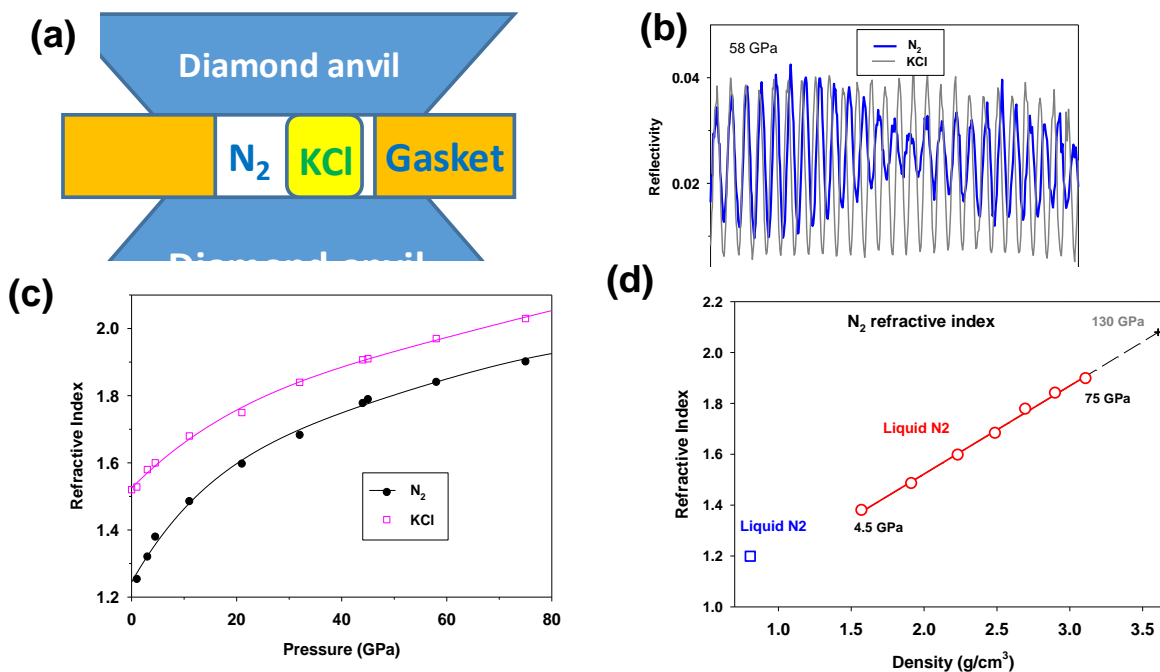 (a)
Diamond anvil
N2
KCl
Gasket
Diamond anvil
(b)
58 GPa
N2
KCl
0.04
0.02
Reflectivity
(c)
2.0
1.8
1.6
1.4
1.2
Refractive Index
N2
KCl
0 20 40 60 80
Pressure (GPa)
(d)
2.2
2.0
1.8
1.6
1.4
1.2
1.0
Refractive Index
N2 refractive index
130 GPa
75 GPa
Liquid N2
4.5 GPa
Liquid N2
1.0 1.5 2.0 2.5 3.0 3.5
Density (g/cm3)